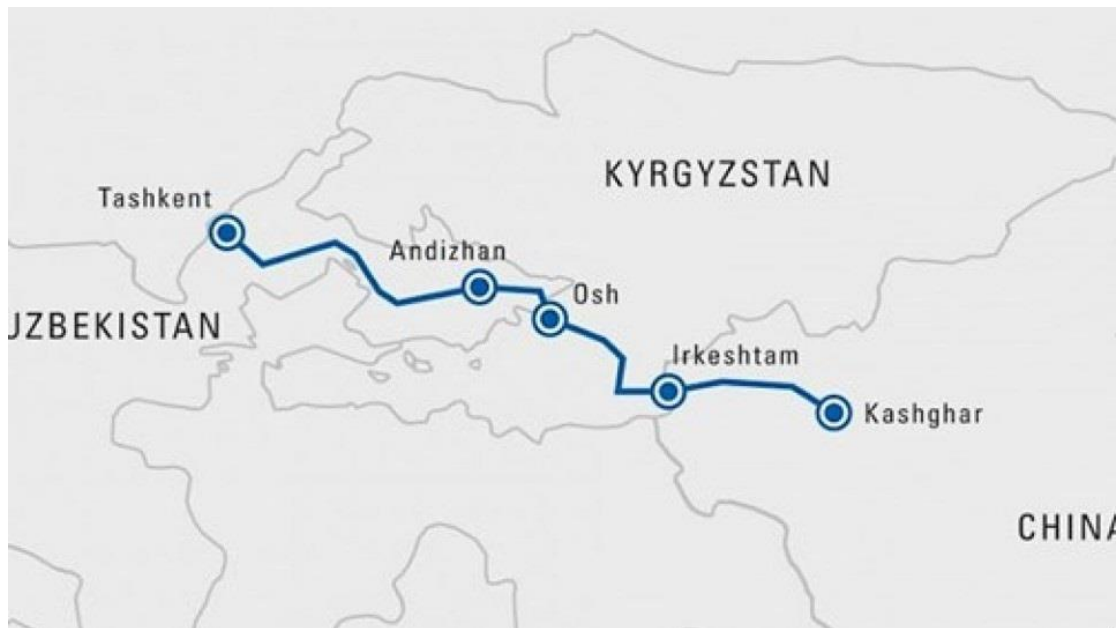 KYRGYZSTAN
Tashkent
Andizhan
Osh
UZBEKISTAN
Irkeshtam
Kashghar
CHINA